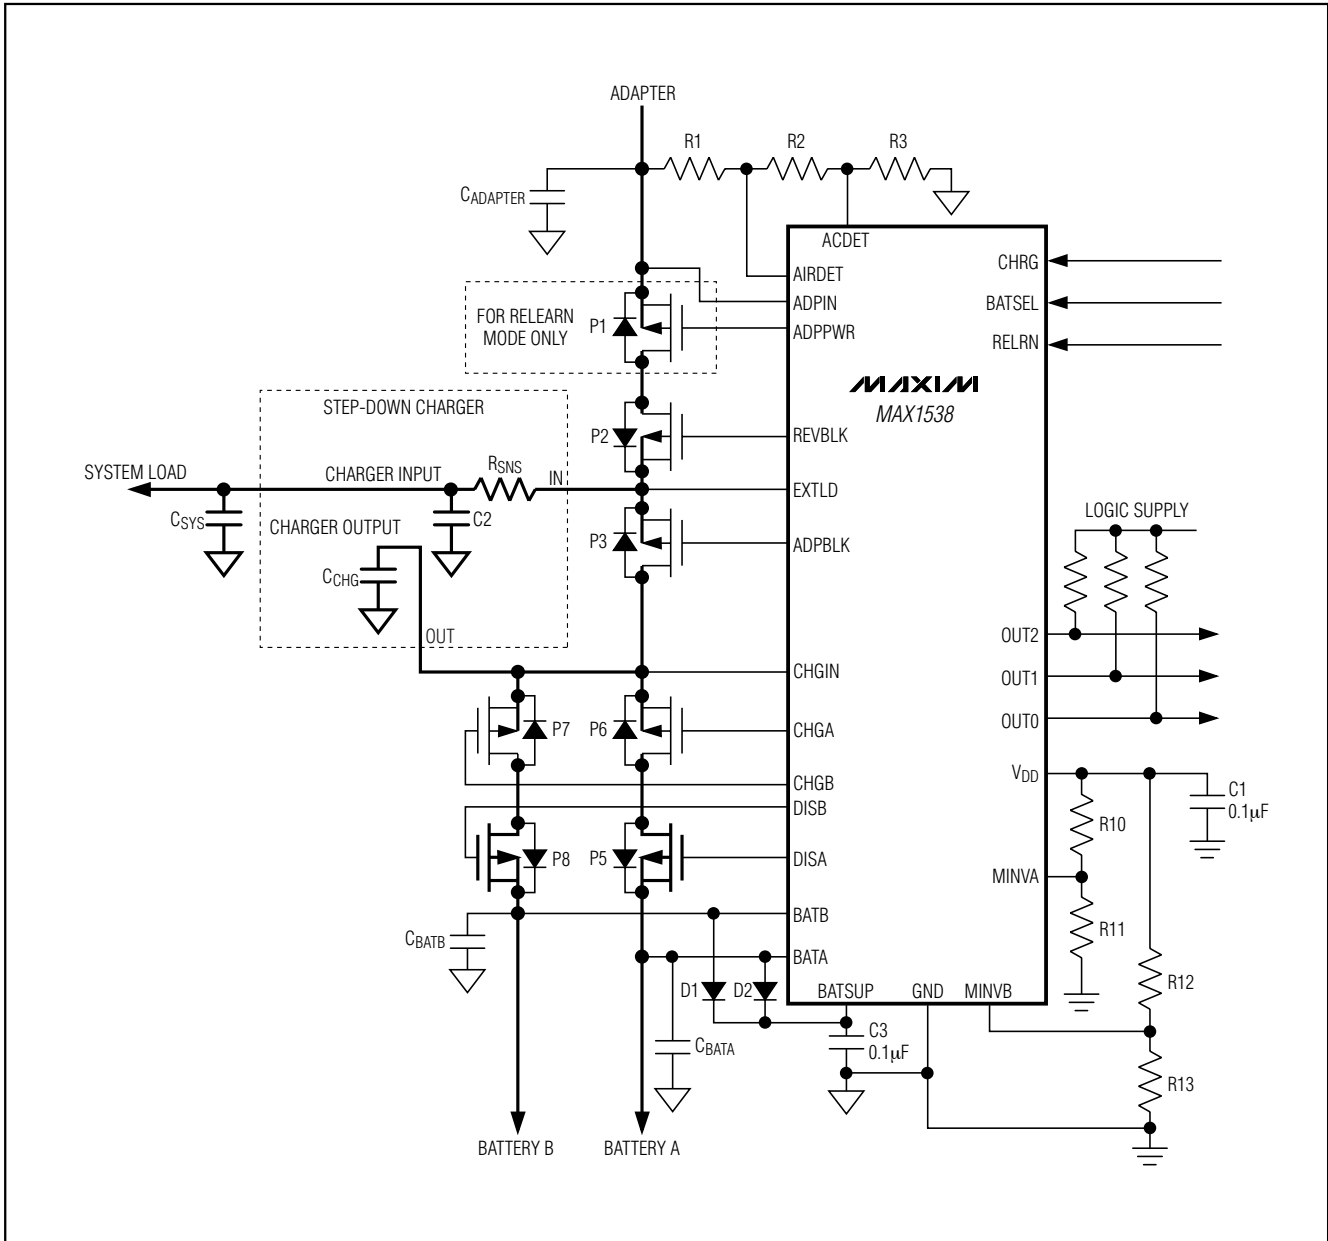 ADAPTER
R1
R2
R3
CADAPTER
ACDET
AIRDET
ADPIN
ADPPWR
CHRG
BATSEL
RELRN
FOR RELEARN
MODE ONLY
P1
MAXIM
MAX1538
STEP-DOWN CHARGER
P2
REVBLK
SYSTEM LOAD
CHARGER INPUT
RSNS
IN
EXTLD
CSYS
CHARGER OUTPUT
C2
P3
ADPBLK
LOGIC SUPPLY
CCHG
OUT
OUT2
CHGIN
OUT1
OUT0
P7
P6
CHGA
VDD
CHGB
C1
0.1µF
DISB
R10
P8
P5
DISA
MINVA
BATB
R11
CBATB
BATA
D1
D2
BATSUP
GND
MINVB
R12
C3
0.1µF
CBATA
R13
BATTERY B
BATTERY A